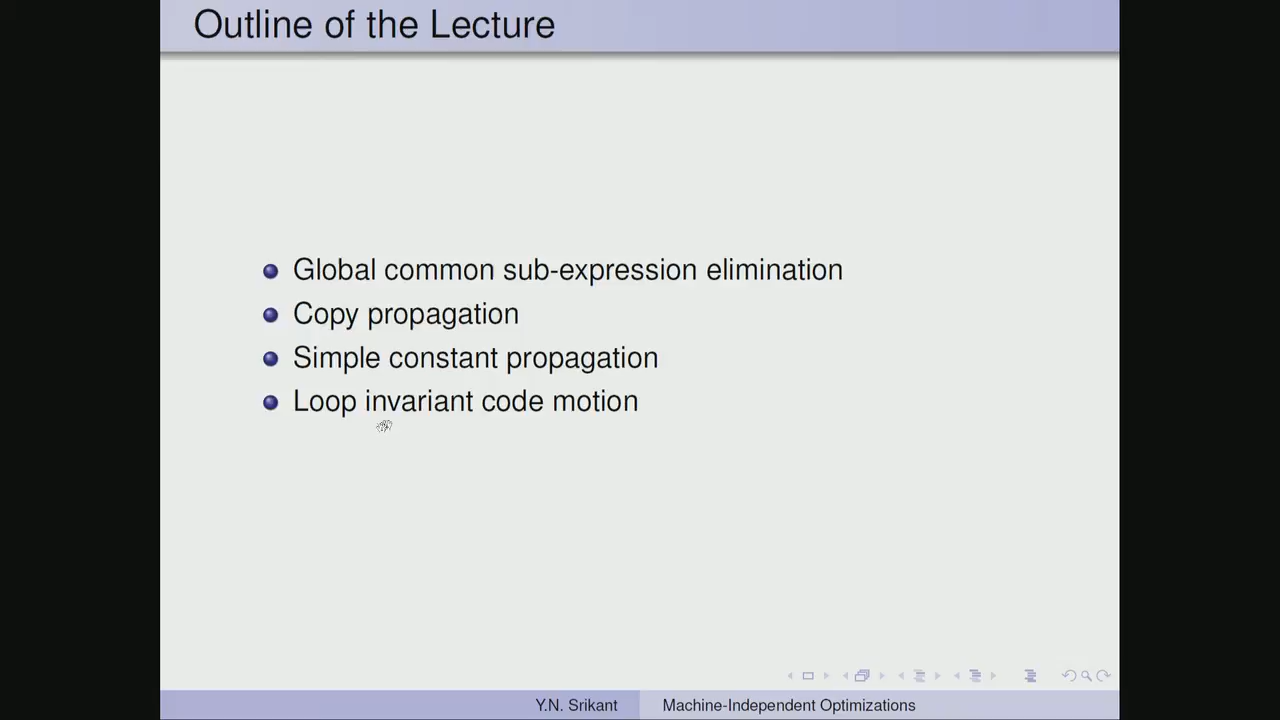 Outline of the Lecture
Global common sub-expression elimination
Copy propagation
Simple constant propagation
Loop invariant code motion
Y.N. Srikant Machine-Independent Optimizations